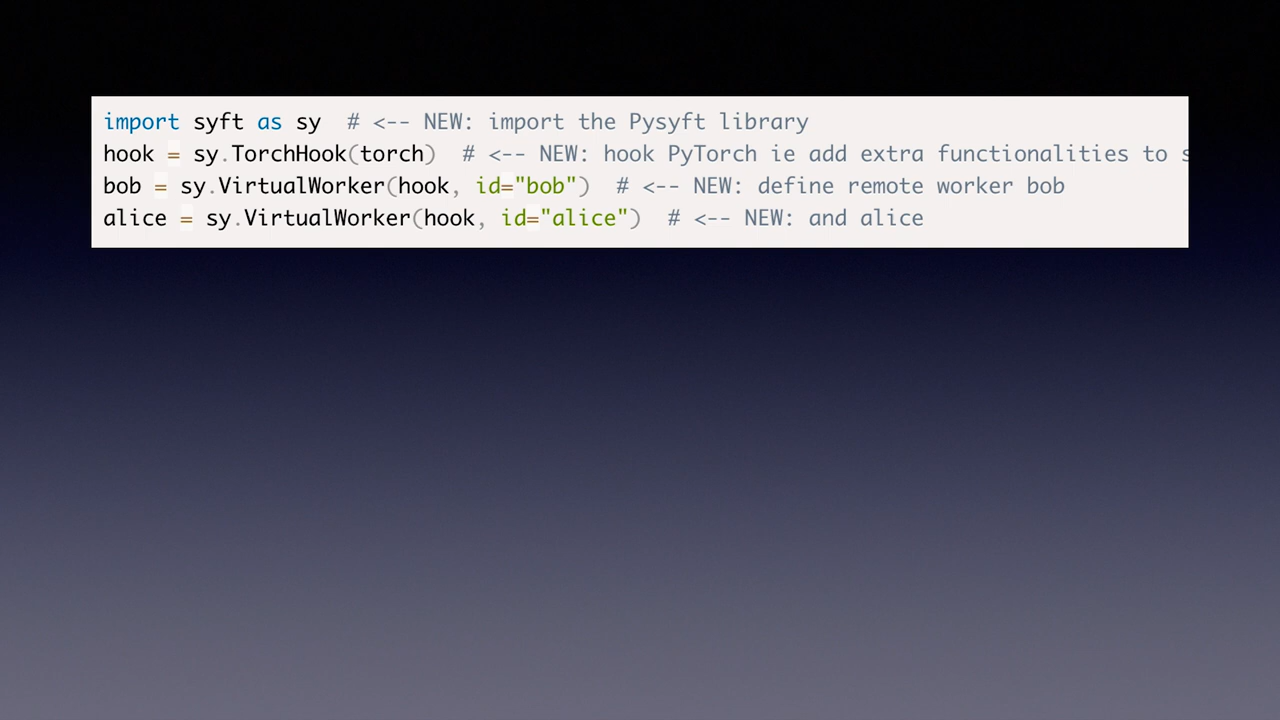 import syft as sy  # <-- NEW: import the Pysyft library
hook = sy.TorchHook(torch)  # <-- NEW: hook PyTorch ie add extra functionalities to
bob = sy.VirtualWorker(hook, id="bob")  # <-- NEW: define remote worker bob
alice = sy.VirtualWorker(hook, id="alice")  # <-- NEW: and alice